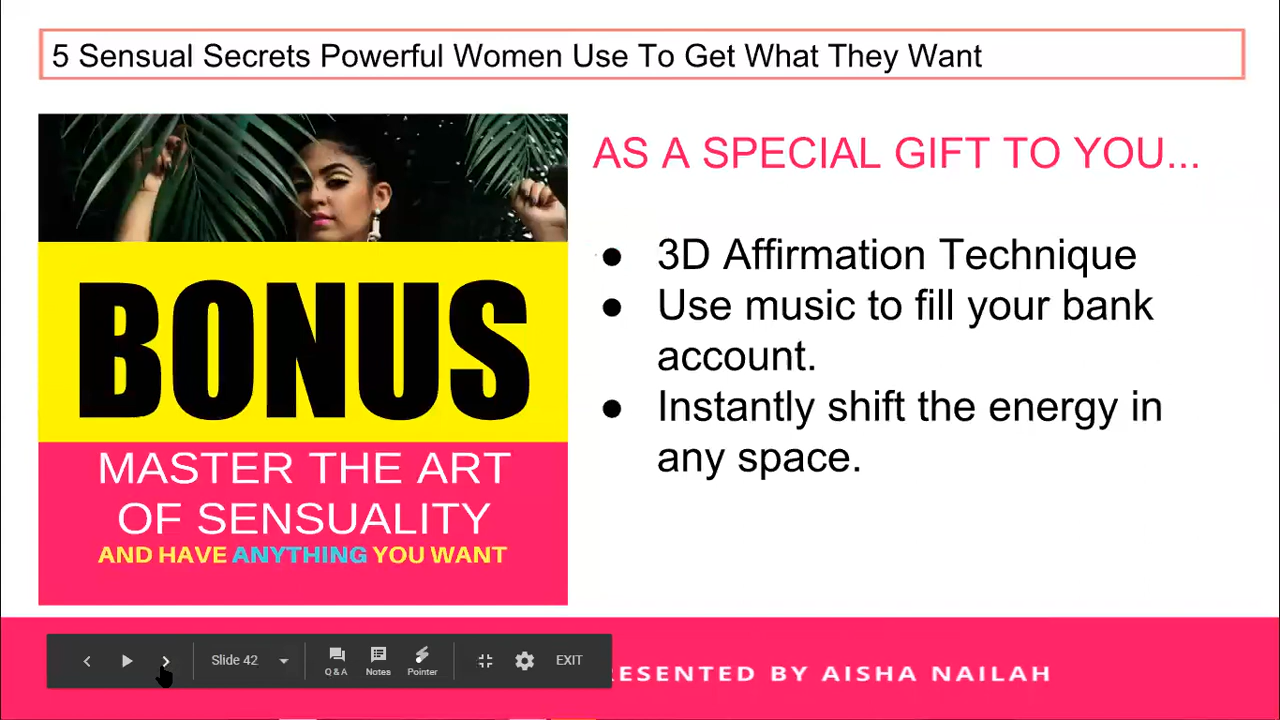 5 Sensual Secrets Powerful Women Use To Get What They Want
BONUS
MASTER THE ART
OF SENSUALITY
AND HAVE ANYTHING YOU WANT
AS A SPECIAL GIFT TO YOU...
● 3D Affirmation Technique
● Use music to fill your bank
account.
● Instantly shift the energy in
any space.
Slide 42
Q&A
Notes
Pointer
EXIT
RESENTED BY AISHA NAILAH